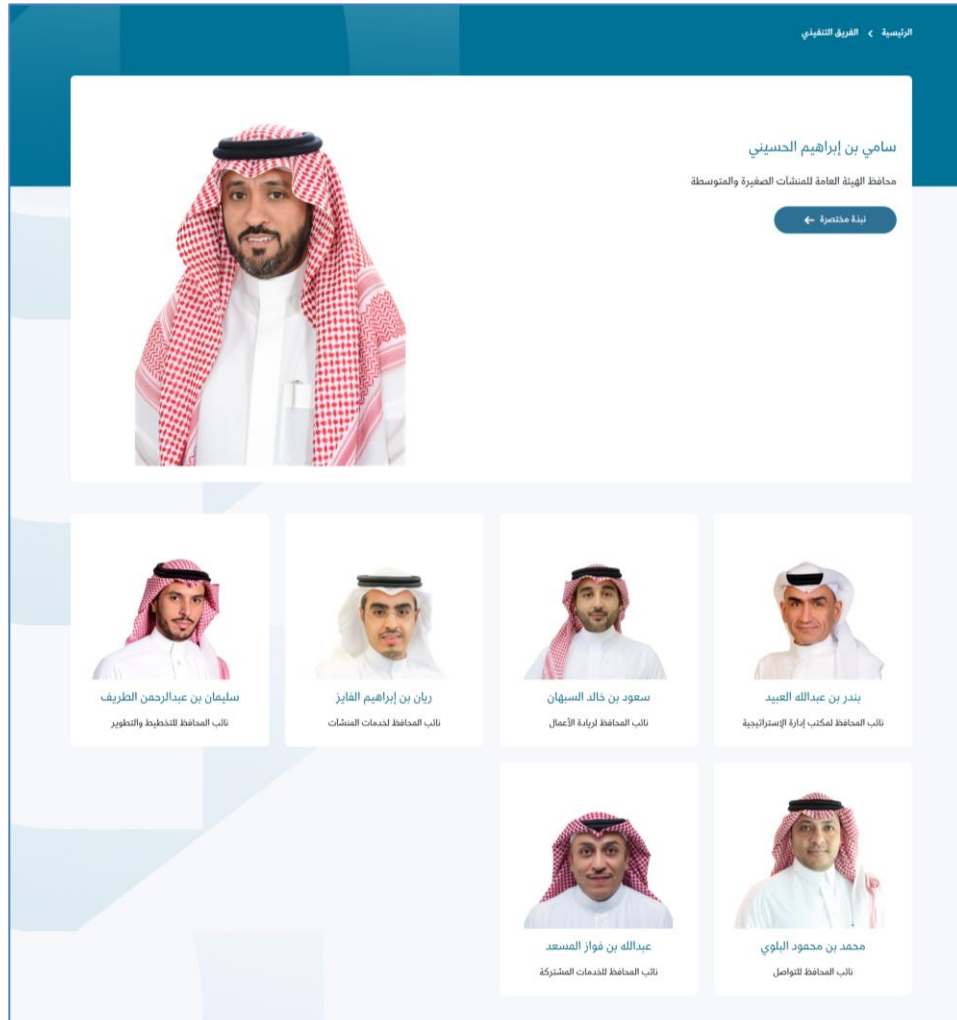 الرئيسية > الفريق التنفيذي
سامي بن إبراهيم الحسيني
محافظ الهيئة العامة للمنشآت الصغيرة والمتوسطة
نبذة مختصرة ←
بندر بن عبدالله العبيد
نائب المحافظ لمكتب إدارة الإستراتيجية
سعود بن خالد السبهان
نائب المحافظ لريادة الأعمال
ريان بن إبراهيم الفايز
نائب المحافظ لخدمات المنشآت
سليمان بن عبدالرحمن الطريف
نائب المحافظ للتخطيط والتطوير
محمد بن محمود البلوي
نائب المحافظ للتواصل
عبدالله بن فواز المسعد
نائب المحافظ للخدمات المشتركة